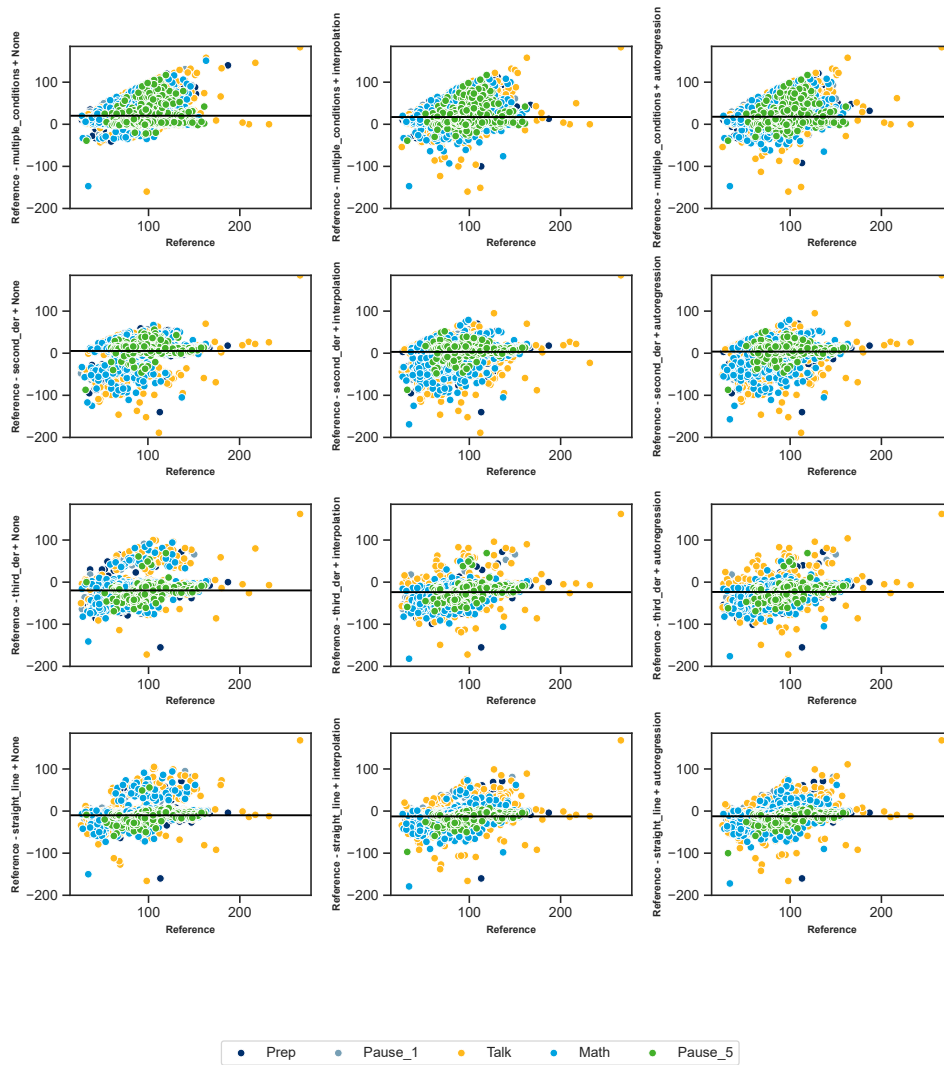 Reference - multiple_conditions + None
100
0
−100
−200
100
200
Reference
Reference - multiple_conditions + interpolation
100
0
−100
−200
100
200
Reference
Reference - multiple_conditions + autoregression
100
0
−100
−200
100
200
Reference
Reference - second_der + None
100
0
−100
−200
100
200
Reference
Reference - second_der + interpolation
100
0
−100
−200
100
200
Reference
Reference - second_der + autoregression
100
0
−100
−200
100
200
Reference
Reference - third_der + None
100
0
−100
−200
100
200
Reference
Reference - third_der + interpolation
100
0
−100
−200
100
200
Reference
Reference - third_der + autoregression
100
0
−100
−200
100
200
Reference
Reference - straight_line + None
100
0
−100
−200
100
200
Reference
Reference - straight_line + interpolation
100
0
−100
−200
100
200
Reference
Reference - straight_line + autoregression
100
0
−100
−200
100
200
Reference
Prep Pause_1 Talk Math Pause_5